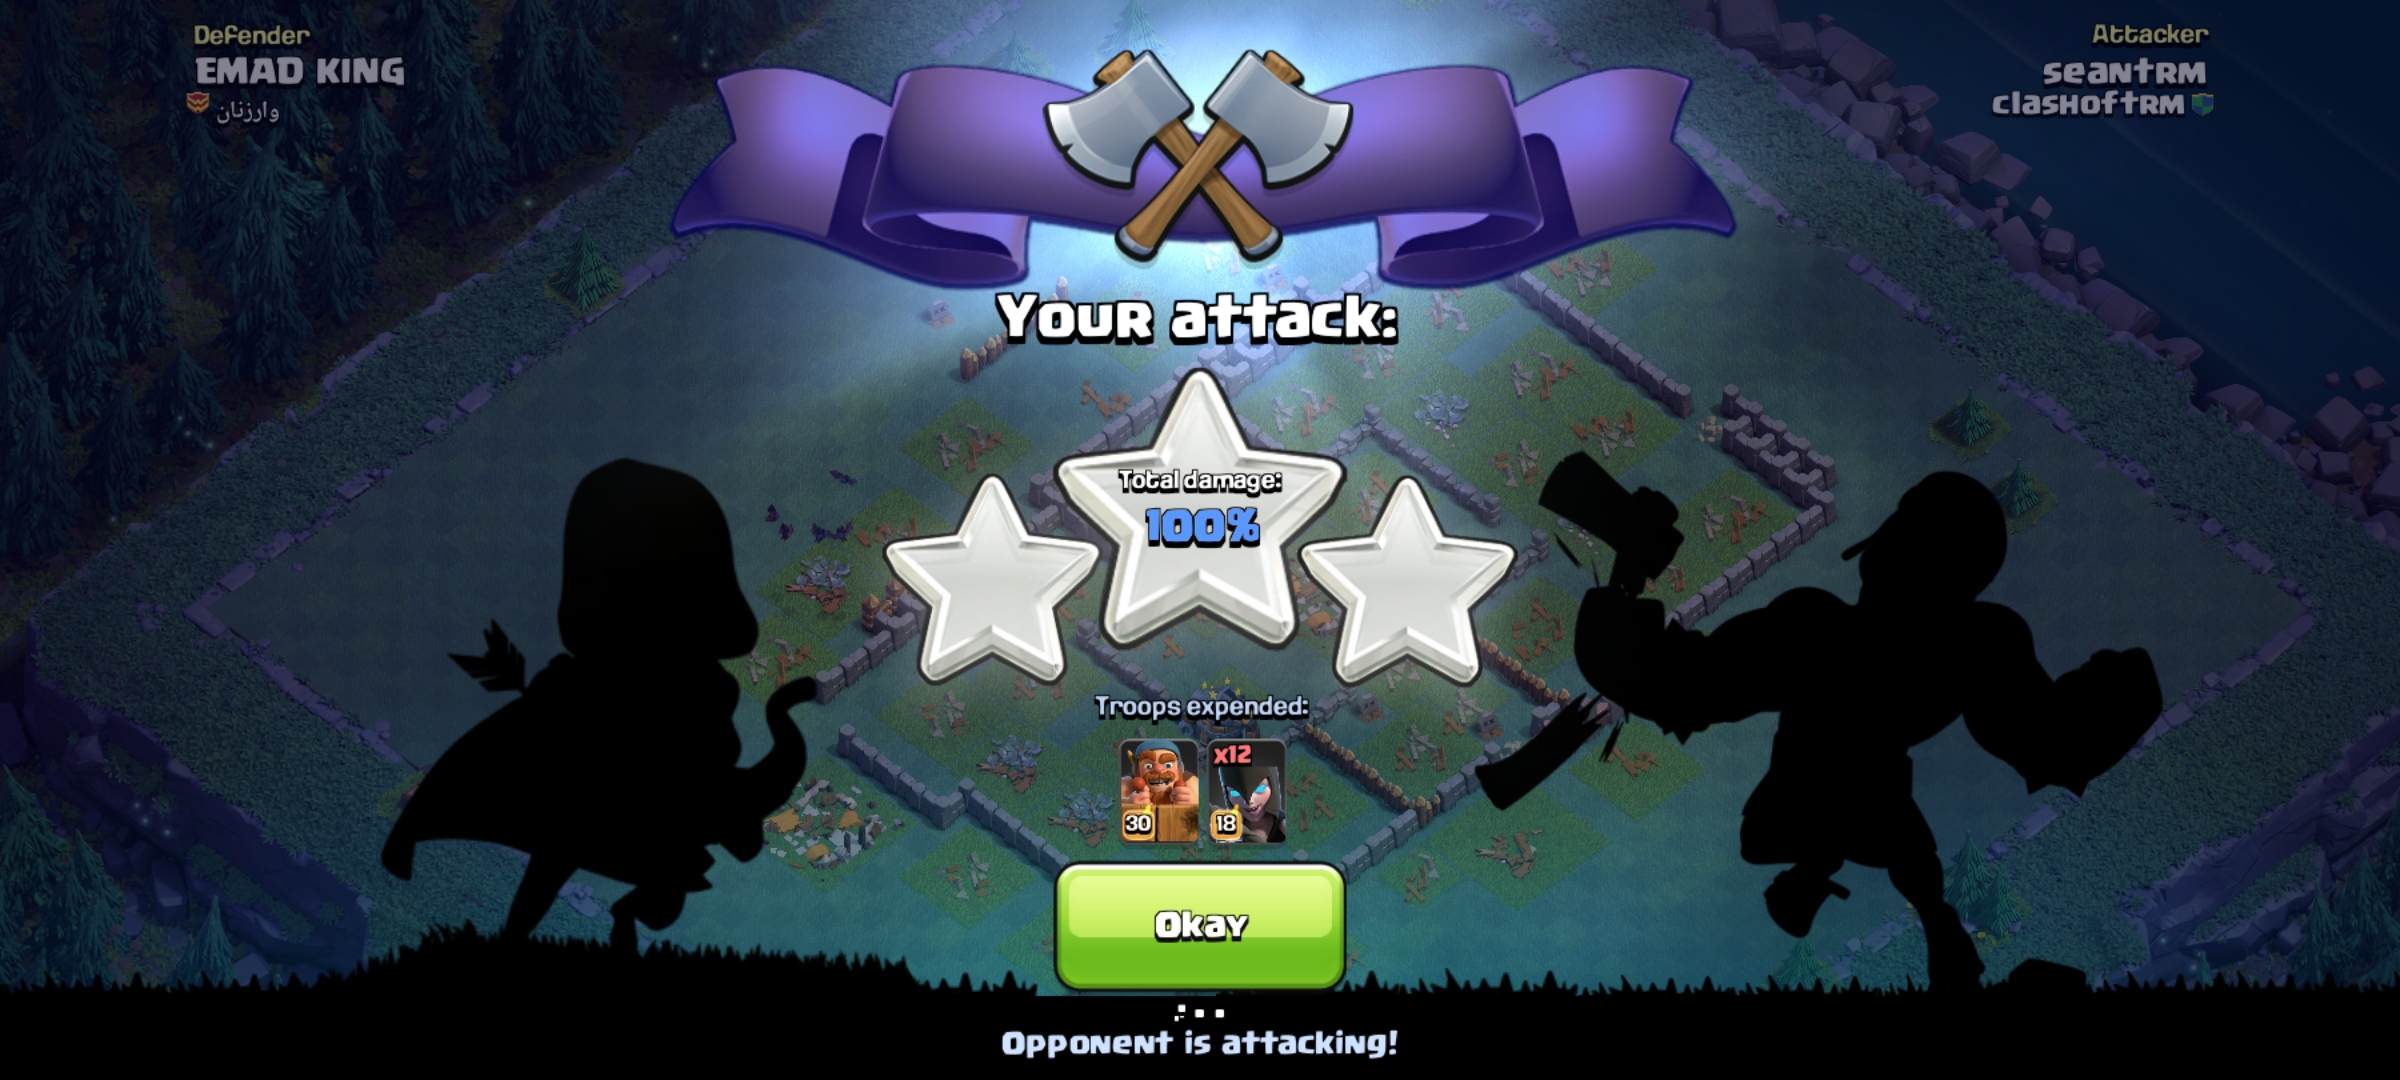 Defender
EMAD KING
وارزنان
Attacker
seantRM
clashoftRM
Your attack:
Total damage:
100%
Troops expended:
x12
30
18
Okay
Opponent is attacking!